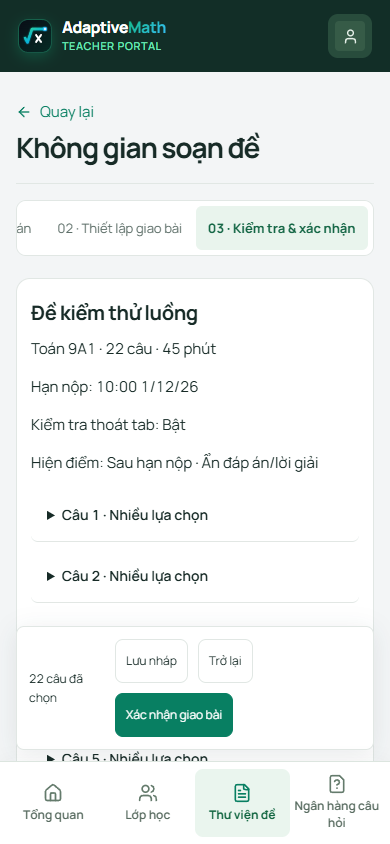 AdaptiveMath
TEACHER PORTAL
Quay lại
Không gian soạn đề
án
02 · Thiết lập giao bài
03 · Kiểm tra & xác nhận
Đề kiểm thử luồng
Toán 9A1 · 22 câu · 45 phút
Hạn nộp: 10:00 1/12/26
Kiểm tra thoát tab: Bật
Hiện điểm: Sau hạn nộp · Ẩn đáp án/lời giải
Câu 1 · Nhiều lựa chọn
Câu 2 · Nhiều lựa chọn
22 câu đã
chọn
Lưu nháp
Trở lại
Xác nhận giao bài
Câu 5 · Nhiều lựa chọn
Tổng quan
Lớp học
Thư viện đề
Ngân hàng câu
hỏi